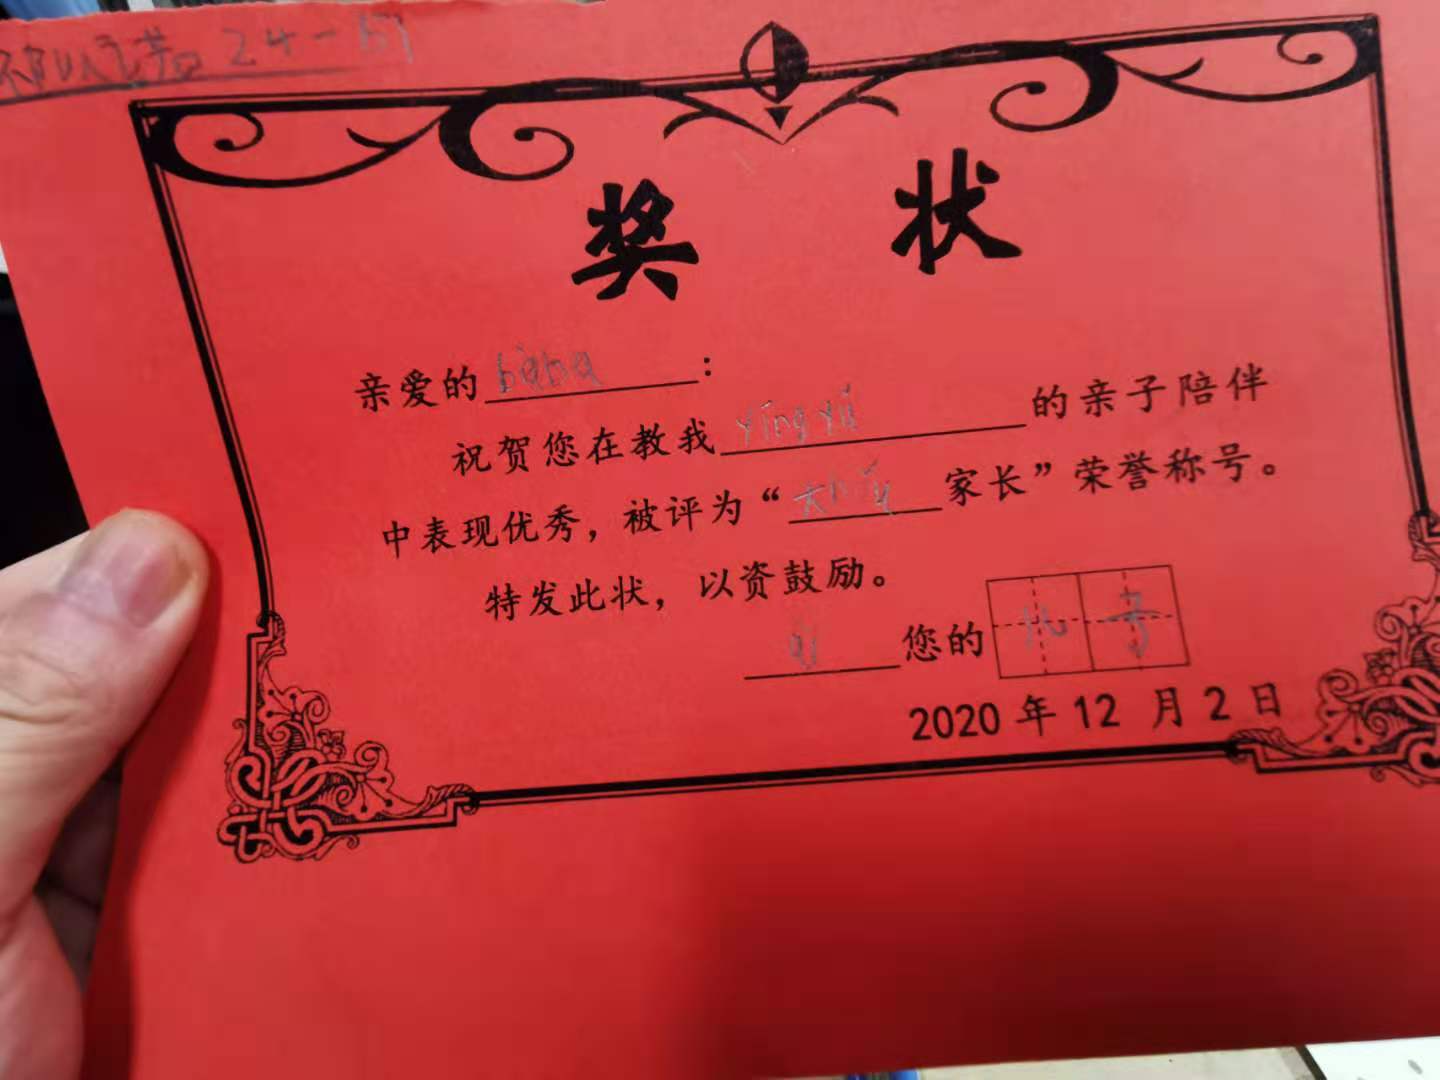 24-
奖 状
亲爱的bàba：
祝贺您在教我yīngyǔ的亲子陪伴
中表现优秀，被评为“家长”荣誉称号。
特发此状，以资鼓励。
您的儿子
2020年12月2日